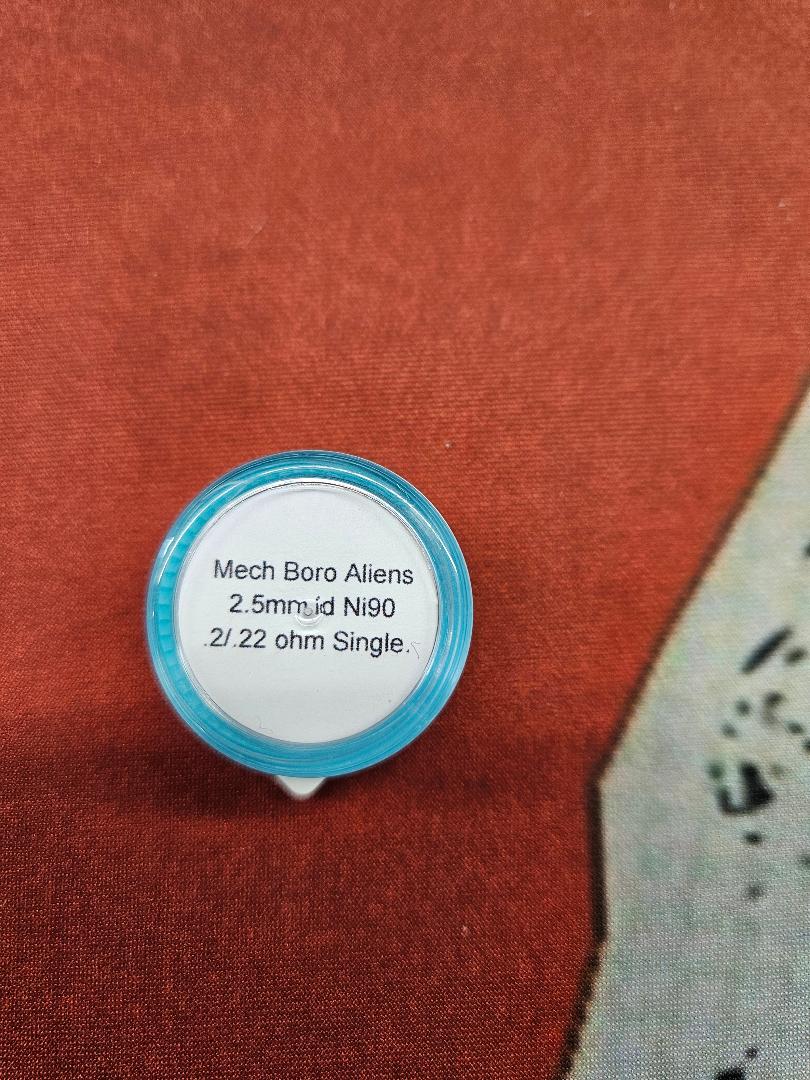 Mech Boro Aliens
2.5mm id Ni90
.2/.22 ohm Single.